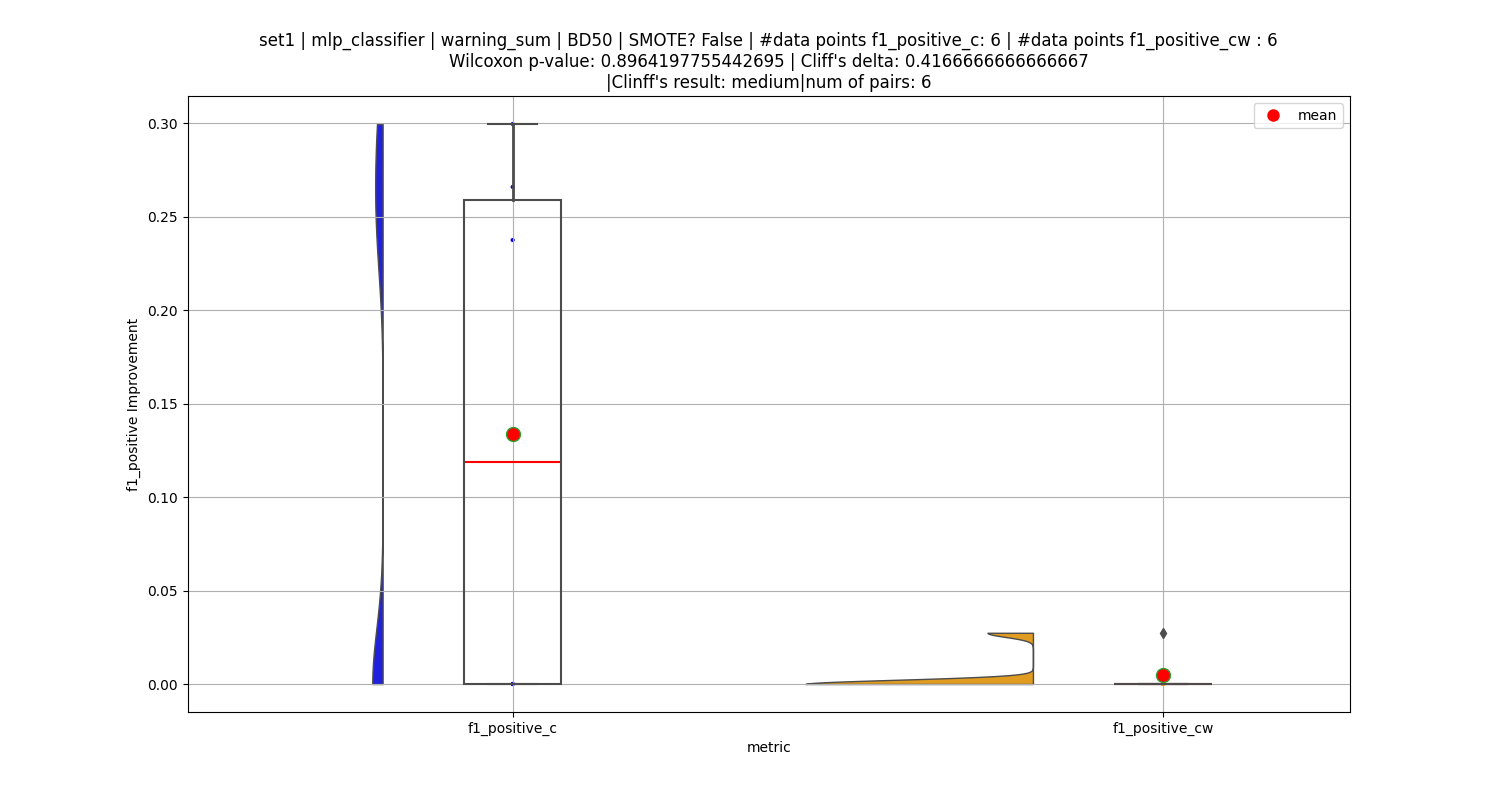 set1 | mlp_classifier | warning_sum | BD50 | SMOTE? False | #data points f1_positive_c: 6 | #data points f1_positive_cw : 6
Wilcoxon p-value: 0.8964197755442695 | Cliff's delta: 0.4166666666666667
|Clinff's result: medium|num of pairs: 6
mean
0.30
0.25
0.20
0.15
0.10
0.05
0.00
f1_positive Improvement
f1_positive_c
f1_positive_cw
metric